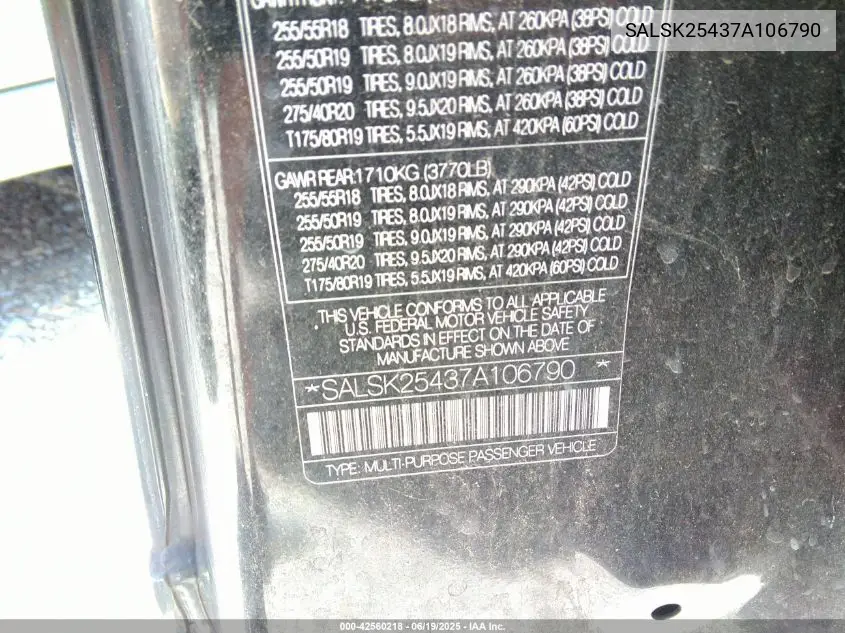 SALSK25437A106790
255/55R18 TIRES, 8.0JX18 RIMS, AT 260KPA (38PSI) COLD
255/50R19 TIRES, 8.0JX19 RIMS, AT 260KPA (38PSI) COLD
255/50R19 TIRES, 9.0JX19 RIMS, AT 260KPA (38PSI) COLD
275/40R20 TIRES, 9.5JX20 RIMS, AT 260KPA (38PSI) COLD
T175/80R19 TIRES, 5.5JX19 RIMS, AT 420KPA (60PSI) COLD
GAWR REAR: 1710KG (3770LB)
255/55R18 TIRES, 8.0JX18 RIMS, AT 290KPA (42PSI) COLD
255/50R19 TIRES, 8.0JX19 RIMS, AT 290KPA (42PSI) COLD
255/50R19 TIRES, 9.0JX19 RIMS, AT 290KPA (42PSI) COLD
275/40R20 TIRES, 9.5JX20 RIMS, AT 290KPA (42PSI) COLD
T175/80R19 TIRES, 5.5JX19 RIMS, AT 420KPA (60PSI) COLD
THIS VEHICLE CONFORMS TO ALL APPLICABLE
U.S. FEDERAL MOTOR VEHICLE SAFETY
STANDARDS IN EFFECT ON THE DATE OF
MANUFACTURE SHOWN ABOVE
*SALSK25437A106790 *
TYPE: MULTI-PURPOSE PASSENGER VEHICLE
000-42560218 - 06/19/2025 - IAA Inc.